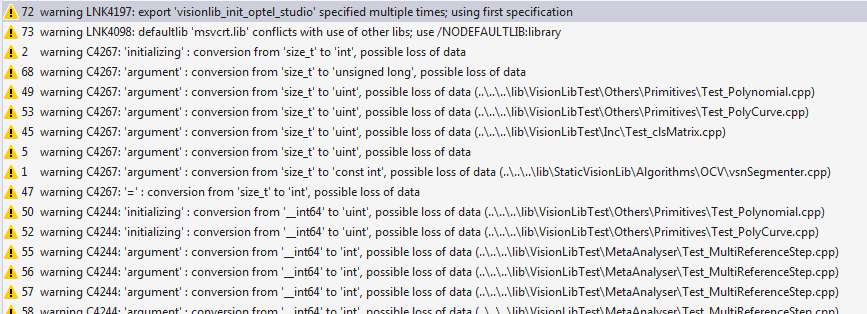 72 warning LNK4197: export 'visionlib_init_optel_studio' specified multiple times; using first specification
73 warning LNK4098: defaultlib 'msvcrt.lib' conflicts with use of other libs; use /NODEFAULTLIB:library
2 warning C4267: 'initializing' : conversion from 'size_t' to 'int', possible loss of data
68 warning C4267: 'argument' : conversion from 'size_t' to 'unsigned long', possible loss of data
49 warning C4267: 'argument' : conversion from 'size_t' to 'uint', possible loss of data (..\..\..\lib\VisionLibTest\Others\Primitives\Test_Polynomial.cpp)
53 warning C4267: 'argument' : conversion from 'size_t' to 'uint', possible loss of data (..\..\..\lib\VisionLibTest\Others\Primitives\Test_PolyCurve.cpp)
45 warning C4267: 'argument' : conversion from 'size_t' to 'uint', possible loss of data (..\..\..\lib\VisionLibTest\Inc\Test_clsMatrix.cpp)
5 warning C4267: 'argument' : conversion from 'size_t' to 'uint', possible loss of data
1 warning C4267: 'argument' : conversion from 'size_t' to 'const int', possible loss of data (..\..\..\lib\StaticVisionLib\Algorithms\OCV\vsnSegmenter.cpp)
47 warning C4267: '=' : conversion from 'size_t' to 'int', possible loss of data
50 warning C4244: 'initializing' : conversion from '__int64' to 'uint', possible loss of data (..\..\..\lib\VisionLibTest\Others\Primitives\Test_Polynomial.cpp)
52 warning C4244: 'initializing' : conversion from '__int64' to 'uint', possible loss of data (..\..\..\lib\VisionLibTest\Others\Primitives\Test_PolyCurve.cpp)
55 warning C4244: 'argument' : conversion from '__int64' to 'int', possible loss of data (..\..\..\lib\VisionLibTest\MetaAnalyser\Test_MultiReferenceStep.cpp)
56 warning C4244: 'argument' : conversion from '__int64' to 'int', possible loss of data (..\..\..\lib\VisionLibTest\MetaAnalyser\Test_MultiReferenceStep.cpp)
57 warning C4244: 'argument' : conversion from '__int64' to 'int', possible loss of data (..\..\..\lib\VisionLibTest\MetaAnalyser\Test_MultiReferenceStep.cpp)
58 warning C4244: 'argument' : conversion from '__int64' to 'int', possible loss of data (..\..\..\lib\VisionLibTest\MetaAnalyser\Test_MultiReferenceStep.cpp)